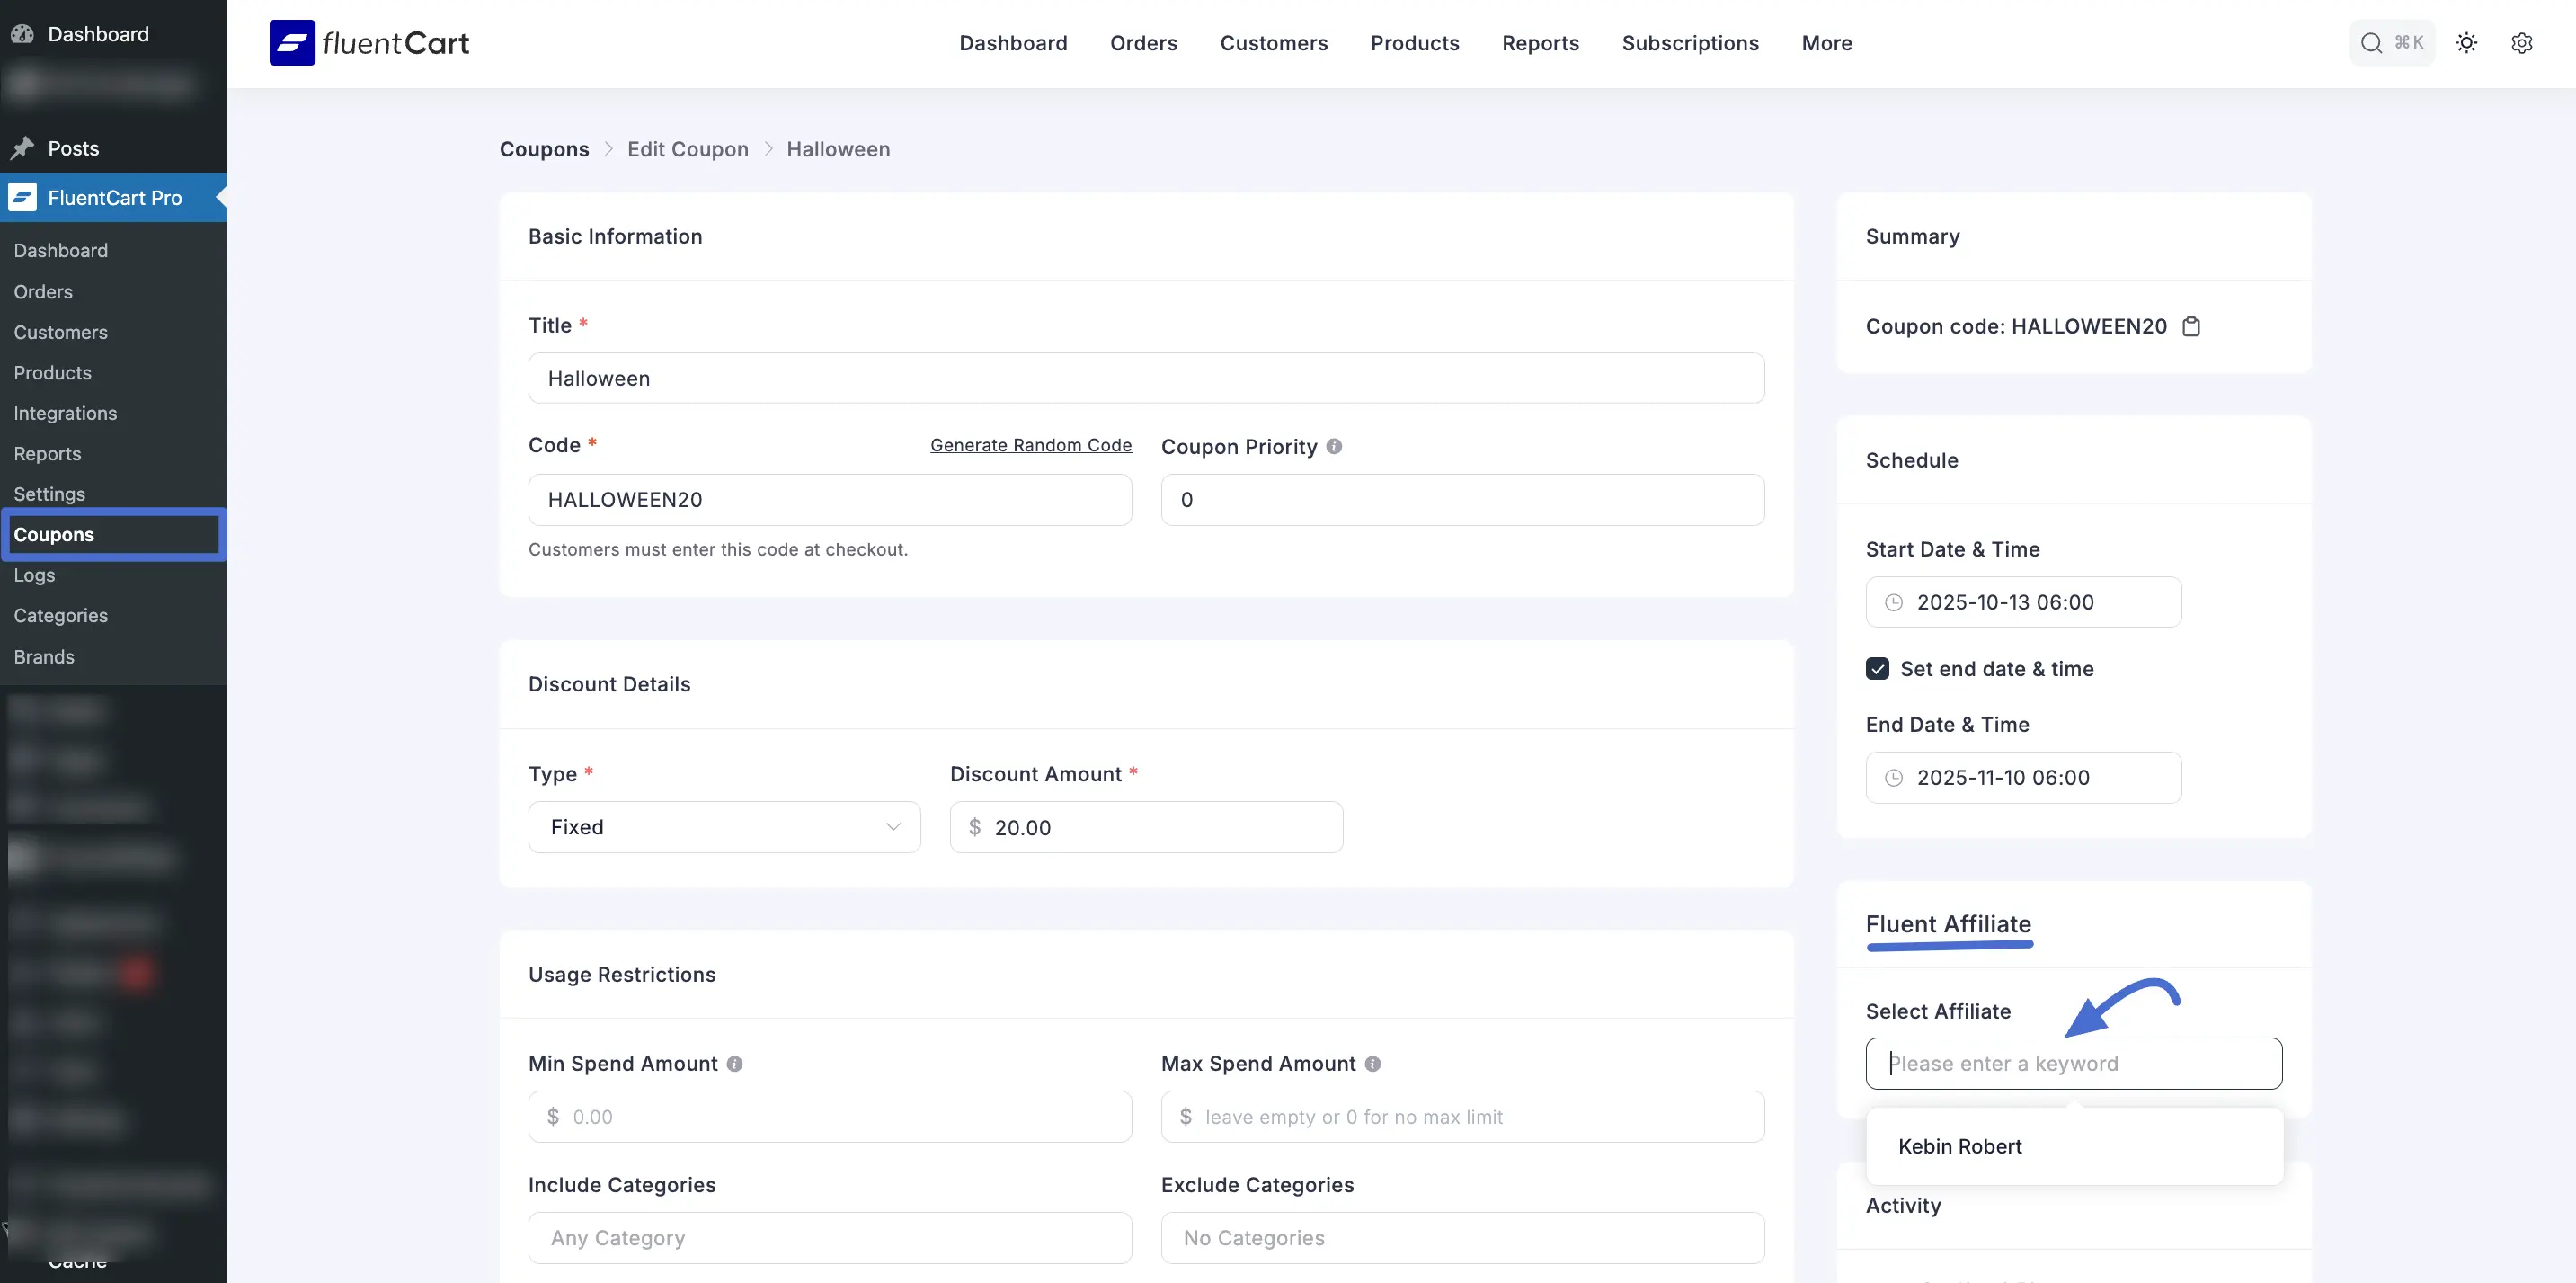 Dashboard
Posts
FluentCart Pro
Dashboard
Orders
Customers
Products
Integrations
Reports
Settings
Coupons
Logs
Categories
Brands
Cache
fluentCart
Dashboard Orders Customers Products Reports Subscriptions More
⌘K
Coupons > Edit Coupon > Halloween
Basic Information
Title *
Halloween
Code * Generate Random Code
HALLOWEEN20
Customers must enter this code at checkout.
Coupon Priority
0
Discount Details
Type *
Fixed
Discount Amount *
$ 20.00
Usage Restrictions
Min Spend Amount
$ 0.00
Max Spend Amount
$ leave empty or 0 for no max limit
Include Categories
Any Category
Exclude Categories
No Categories
Summary
Coupon code: HALLOWEEN20
Schedule
Start Date & Time
2025-10-13 06:00
Set end date & time
End Date & Time
2025-11-10 06:00
Fluent Affiliate
Select Affiliate
Please enter a keyword
Kebin Robert
Activity